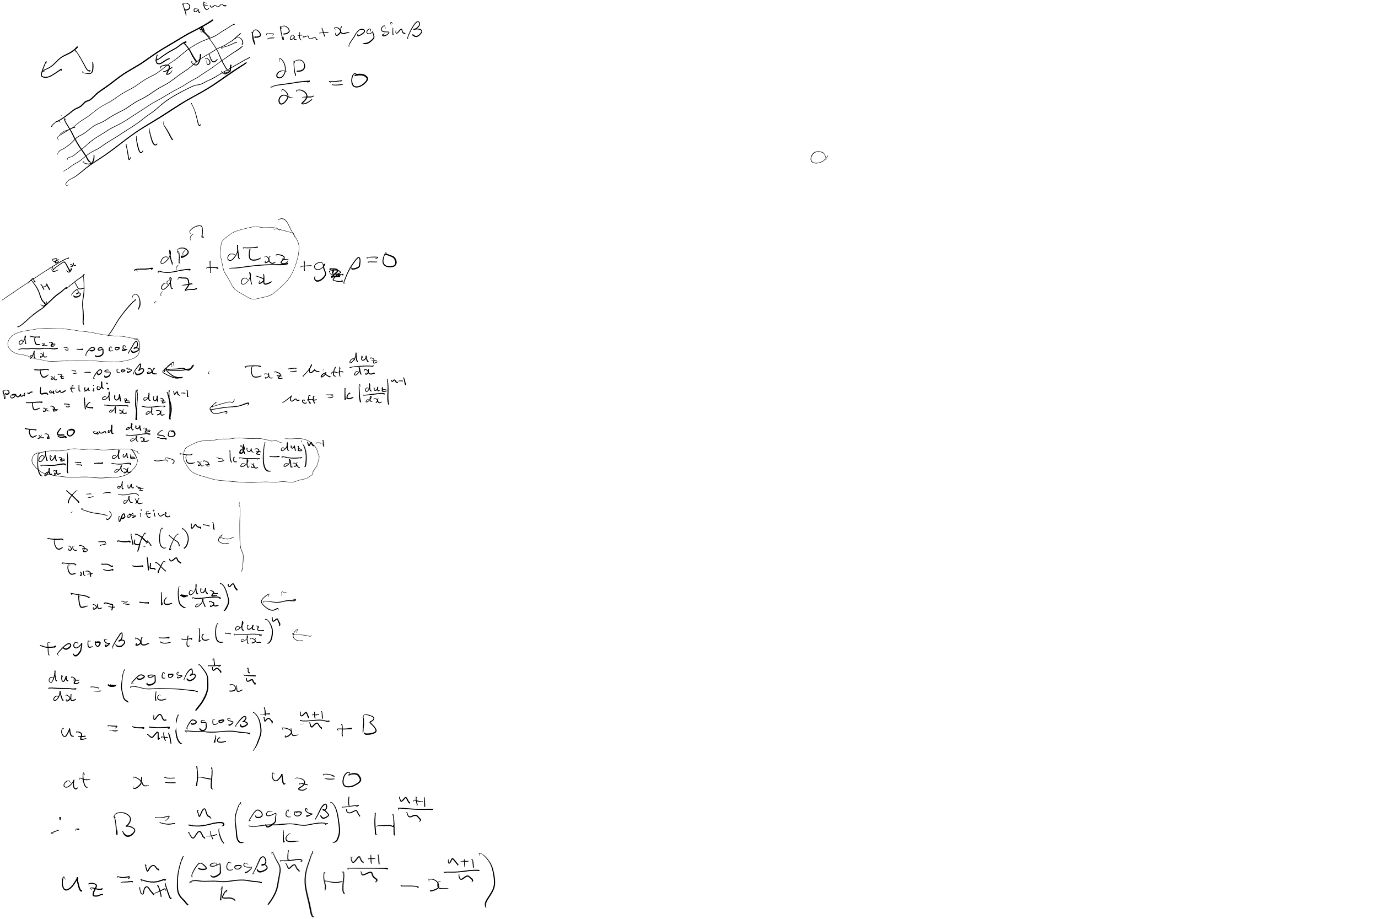 Patm
P = Patm + x ρg sinβ
z x
∂P/∂z = 0
z x
H β
- dP/dz + dτxz/dx + gz ρ = 0
dτxz/dx = -ρg cosβ
τxz = -ρg cosβ x ← τxz = μeff duz/dx
Power-Law fluid:
τxz = k duz/dx |duz/dx|^(n-1) ← μeff = k |duz/dx|^(n-1)
τxz ≤ 0 and duz/dx ≤ 0
|duz/dx| = - duz/dx → τxz = k duz/dx (-duz/dx)^(n-1)
X = - duz/dx
→ positive
τxz = -kX (X)^(n-1) ←
τxz = -kX^n
τxz = - k (-duz/dx)^n ←
+ρg cosβ x = +k (-duz/dx)^n ←
duz/dx = -(ρg cosβ/k)^(1/n) x^(1/n)
uz = - n/(n+1) (ρg cosβ/k)^(1/n) x^((n+1)/n) + B
at x = H uz = 0
∴ B = n/(n+1) (ρg cosβ/k)^(1/n) H^((n+1)/n)
uz = n/(n+1) (ρg cosβ/k)^(1/n) (H^((n+1)/n) - x^((n+1)/n))